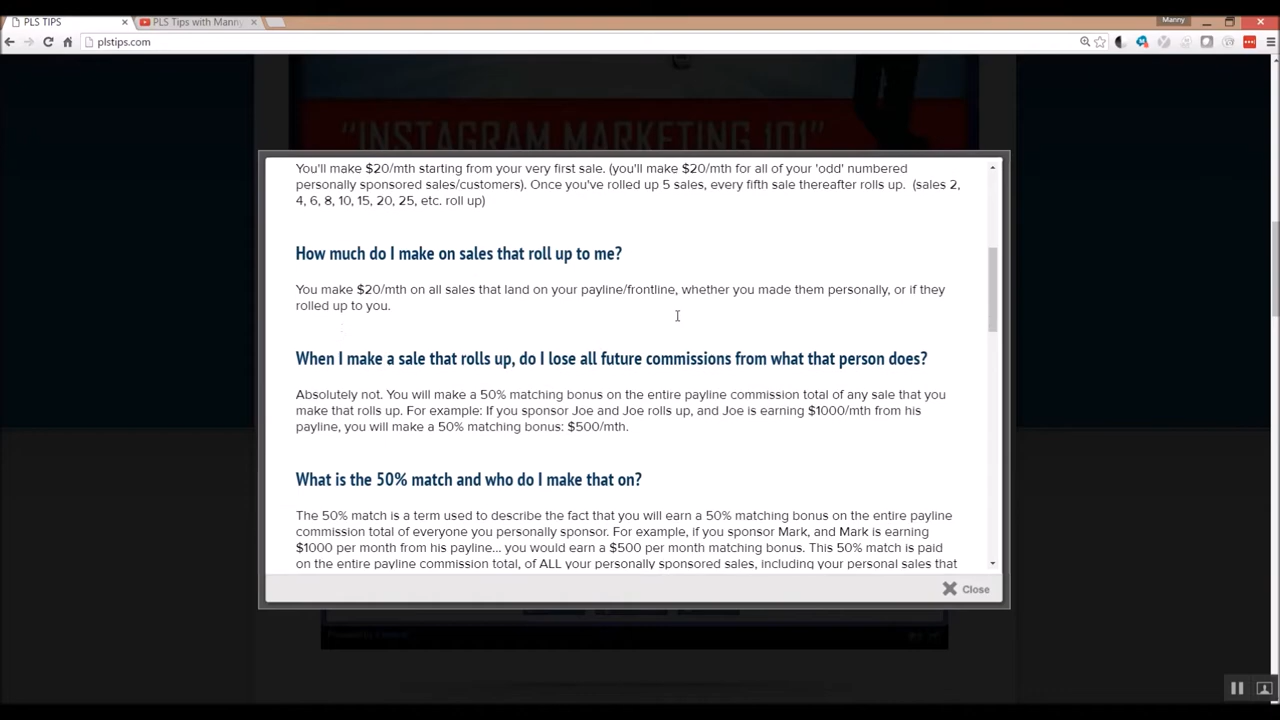 PLS TIPS
PLS Tips with Manny
Manny
plstips.com
"INSTAGRAM MARKETING 101"
You'll make $20/mth starting from your very first sale. (you'll make $20/mth for all of your 'odd' numbered
personally sponsored sales/customers). Once you've rolled up 5 sales, every fifth sale thereafter rolls up. (sales 2,
4, 6, 8, 10, 15, 20, 25, etc. roll up)
How much do I make on sales that roll up to me?
You make $20/mth on all sales that land on your payline/frontline, whether you made them personally, or if they
rolled up to you.
When I make a sale that rolls up, do I lose all future commissions from what that person does?
Absolutely not. You will make a 50% matching bonus on the entire payline commission total of any sale that you
make that rolls up. For example: If you sponsor Joe and Joe rolls up, and Joe is earning $1000/mth from his
payline, you will make a 50% matching bonus: $500/mth.
What is the 50% match and who do I make that on?
The 50% match is a term used to describe the fact that you will earn a 50% matching bonus on the entire payline
commission total of everyone you personally sponsor. For example, if you sponsor Mark, and Mark is earning
$1000 per month from his payline... you would earn a $500 per month matching bonus. This 50% match is paid
on the entire payline commission total, of ALL your personally sponsored sales, including your personal sales that
Close